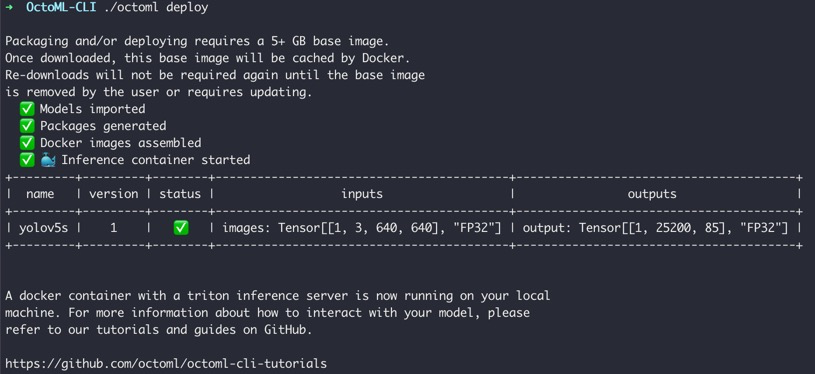 ➜ OctoML-CLI ./octoml deploy
Packaging and/or deploying requires a 5+ GB base image.
Once downloaded, this base image will be cached by Docker.
Re-downloads will not be required again until the base image
is removed by the user or requires updating.
✅ Models imported
✅ Packages generated
✅ Docker images assembled
✅ 🐳 Inference container started
+--------+---------+--------+-----------------------------------------+----------------------------------------+
| name | version | status | inputs | outputs |
+--------+---------+--------+-----------------------------------------+----------------------------------------+
| yolov5s | 1 | ✅ | images: Tensor[[1, 3, 640, 640], "FP32"] | output: Tensor[[1, 25200, 85], "FP32"] |
+--------+---------+--------+-----------------------------------------+----------------------------------------+
A docker container with a triton inference server is now running on your local
machine. For more information about how to interact with your model, please
refer to our tutorials and guides on GitHub.
https://github.com/octoml/octoml-cli-tutorials